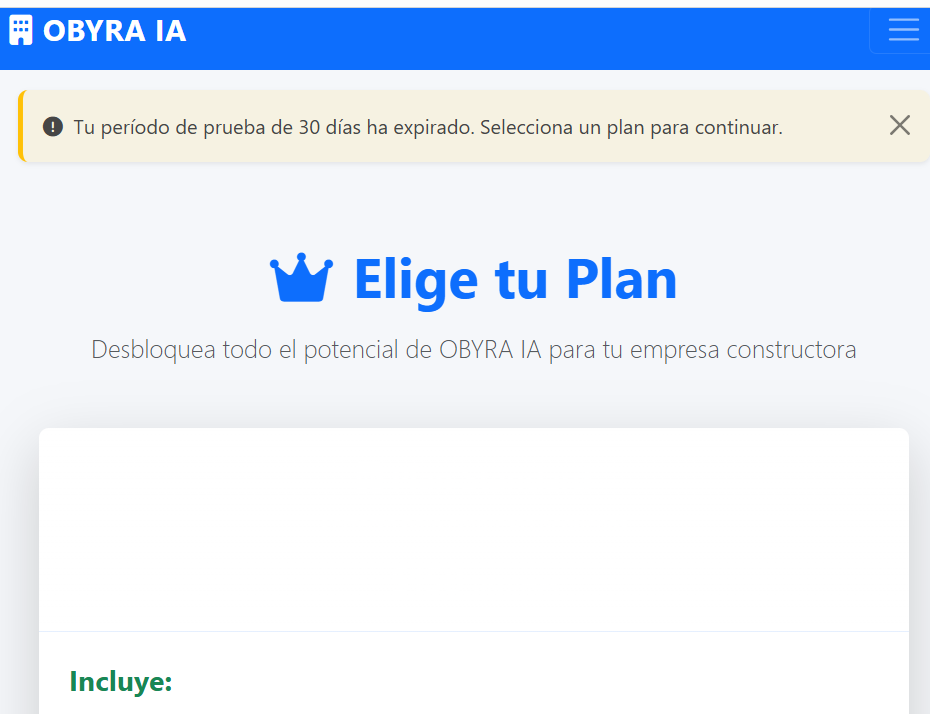 OBYRA IA
Tu período de prueba de 30 días ha expirado. Selecciona un plan para continuar.
Elige tu Plan
Desbloquea todo el potencial de OBYRA IA para tu empresa constructora
Incluye: